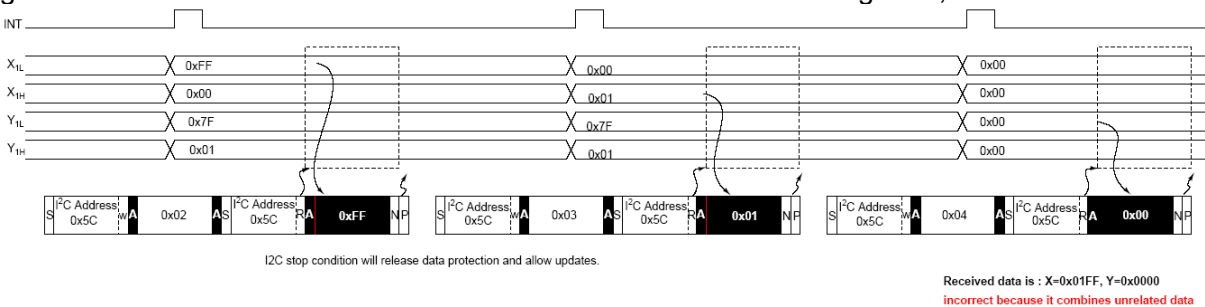 INT
X1L 0xFF 0x00 0x00
X1H 0x00 0x01 0x00
Y1L 0x7F 0x7F 0x00
Y1H 0x01 0x01 0x00
S I2C Address 0x5C w A 0x02 A S I2C Address 0x5C R A 0xFF N P
S I2C Address 0x5C w A 0x03 A S I2C Address 0x5C R A 0x01 N P
S I2C Address 0x5C w A 0x04 A S I2C Address 0x5C R A 0x00 N P
I2C stop condition will release data protection and allow updates.
Received data is : X=0x01FF, Y=0x0000
incorrect because it combines unrelated data